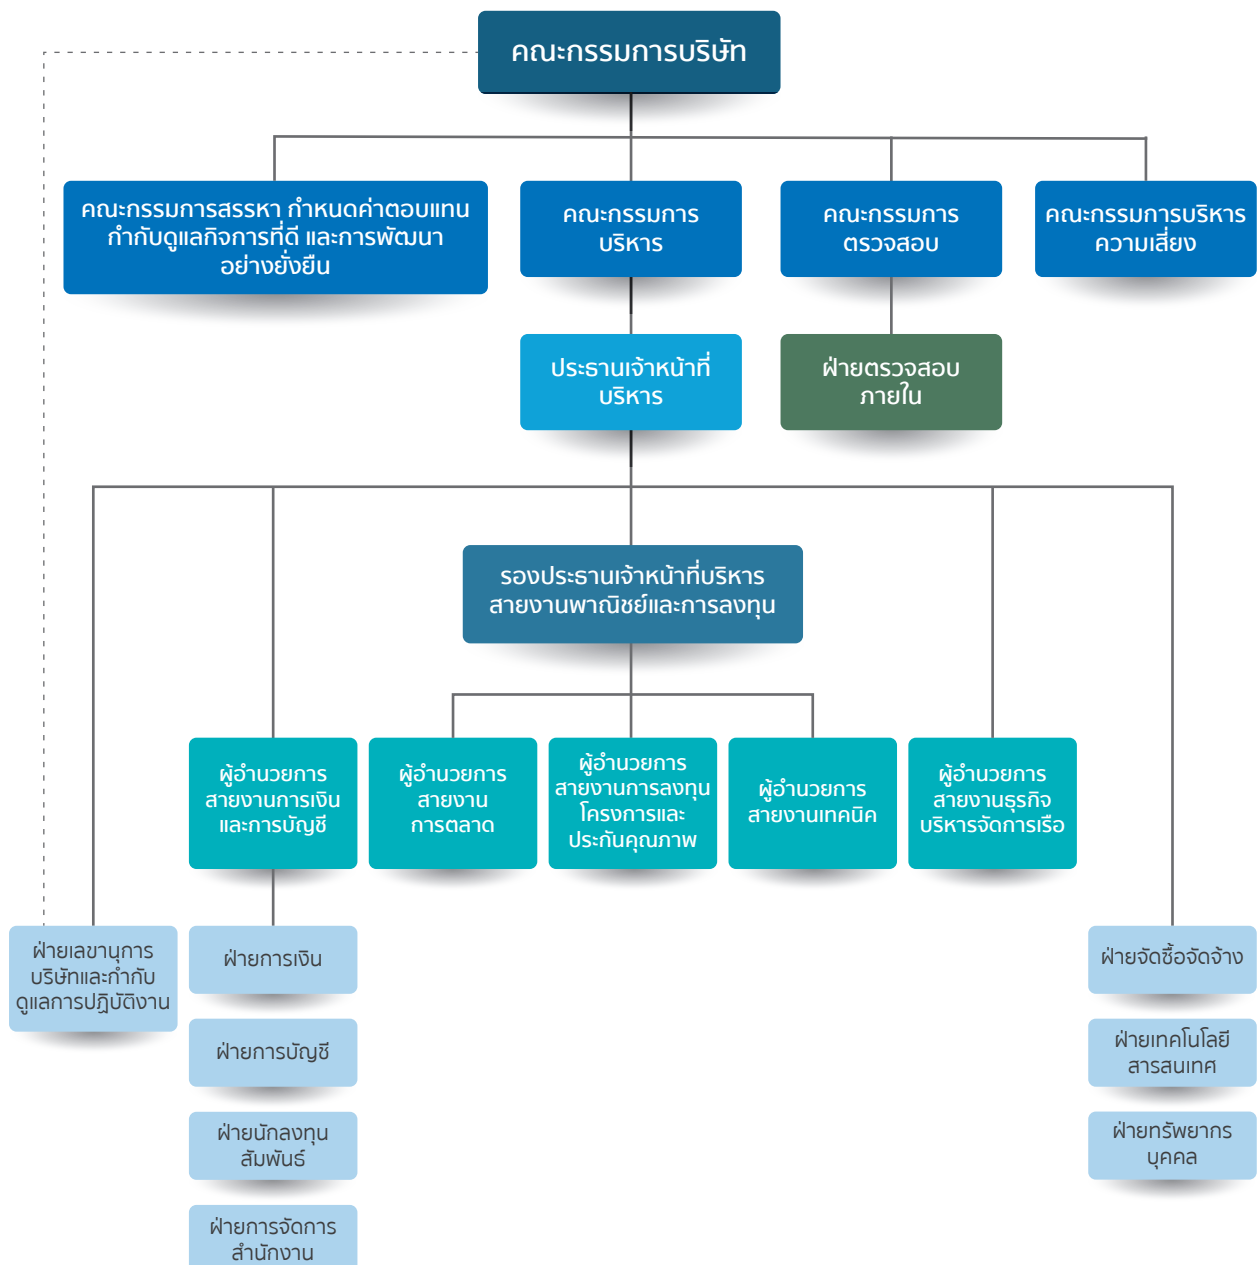 คณะกรรมการบริษัท
คณะกรรมการสรรหา กำหนดค่าตอบแทน
กำกับดูแลกิจการที่ดี และการพัฒนา
อย่างยั่งยืน
คณะกรรมการ
บริหาร
คณะกรรมการ
ตรวจสอบ
คณะกรรมการบริหาร
ความเสี่ยง
ประธานเจ้าหน้าที่
บริหาร
ฝ่ายตรวจสอบ
ภายใน
รองประธานเจ้าหน้าที่บริหาร
สายงานพาณิชย์และการลงทุน
ผู้อำนวยการ
สายงานการเงิน
และการบัญชี
ผู้อำนวยการ
สายงาน
การตลาด
ผู้อำนวยการ
สายงานการลงทุน
โครงการและ
ประกันคุณภาพ
ผู้อำนวยการ
สายงานเทคนิค
ผู้อำนวยการ
สายงานธุรกิจ
บริหารจัดการเรือ
ฝ่ายเลขานุการ
บริษัทและกำกับ
ดูแลการปฏิบัติงาน
ฝ่ายการเงิน
ฝ่ายการบัญชี
ฝ่ายนักลงทุน
สัมพันธ์
ฝ่ายการจัดการ
สำนักงาน
ฝ่ายจัดซื้อจัดจ้าง
ฝ่ายเทคโนโลยี
สารสนเทศ
ฝ่ายทรัพยากร
บุคคล